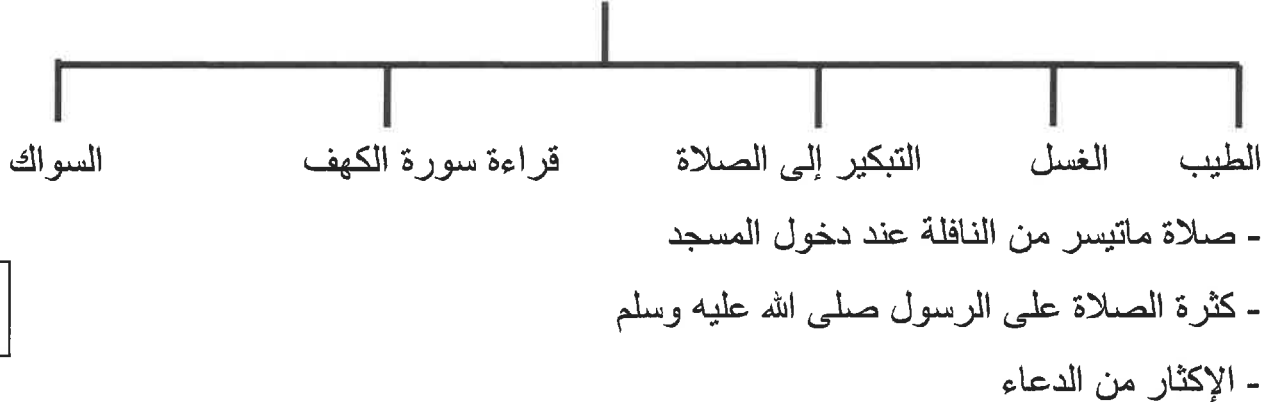 الطيب الغسل التبكير إلى الصلاة قراءة سورة الكهف السواك
- صلاة ماتيسر من النافلة عند دخول المسجد
- كثرة الصلاة على الرسول صلى الله عليه وسلم
- الإكثار من الدعاء